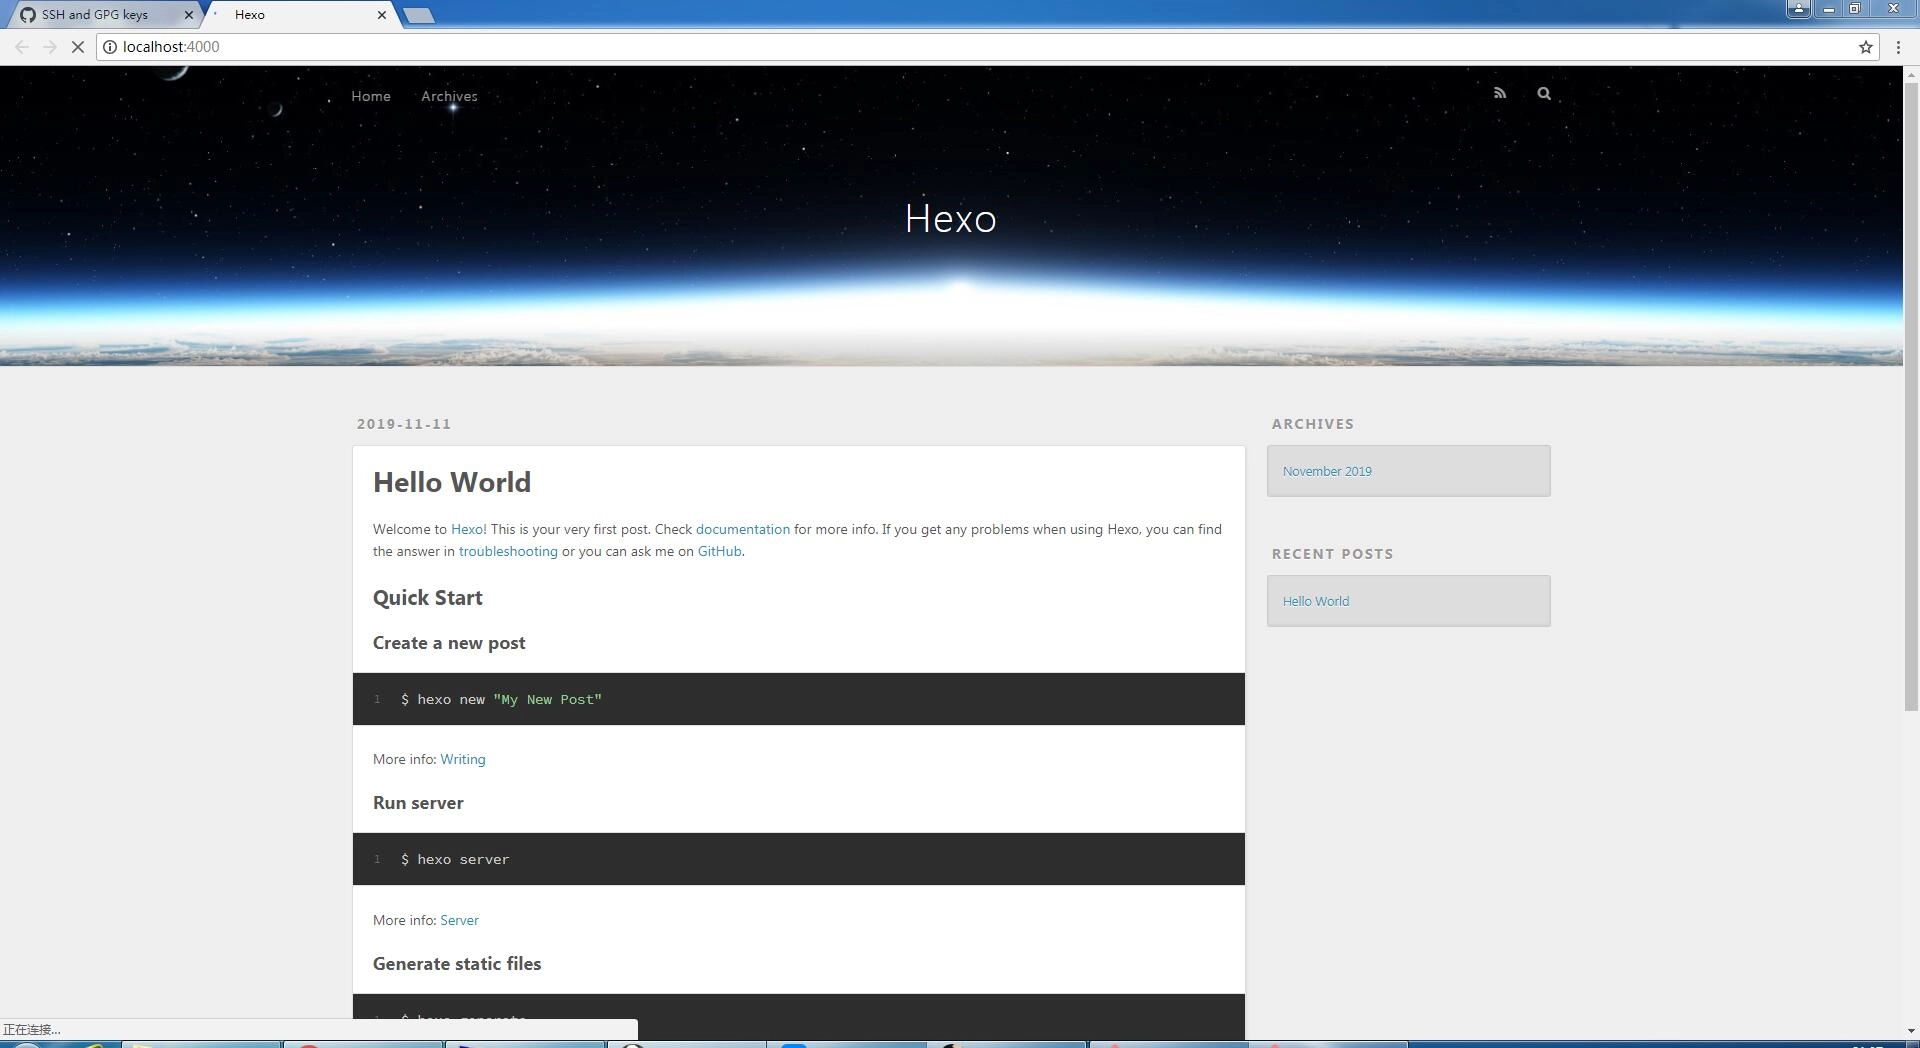 SSH and GPG keys
Hexo
localhost:4000
Home Archives
Hexo
2019-11-11
Hello World
Welcome to Hexo! This is your very first post. Check documentation for more info. If you get any problems when using Hexo, you can find
the answer in troubleshooting or you can ask me on GitHub.
Quick Start
Create a new post
1 $ hexo new "My New Post"
More info: Writing
Run server
1 $ hexo server
More info: Server
Generate static files
1 $ hexo generate
ARCHIVES
November 2019
RECENT POSTS
Hello World
正在连接...